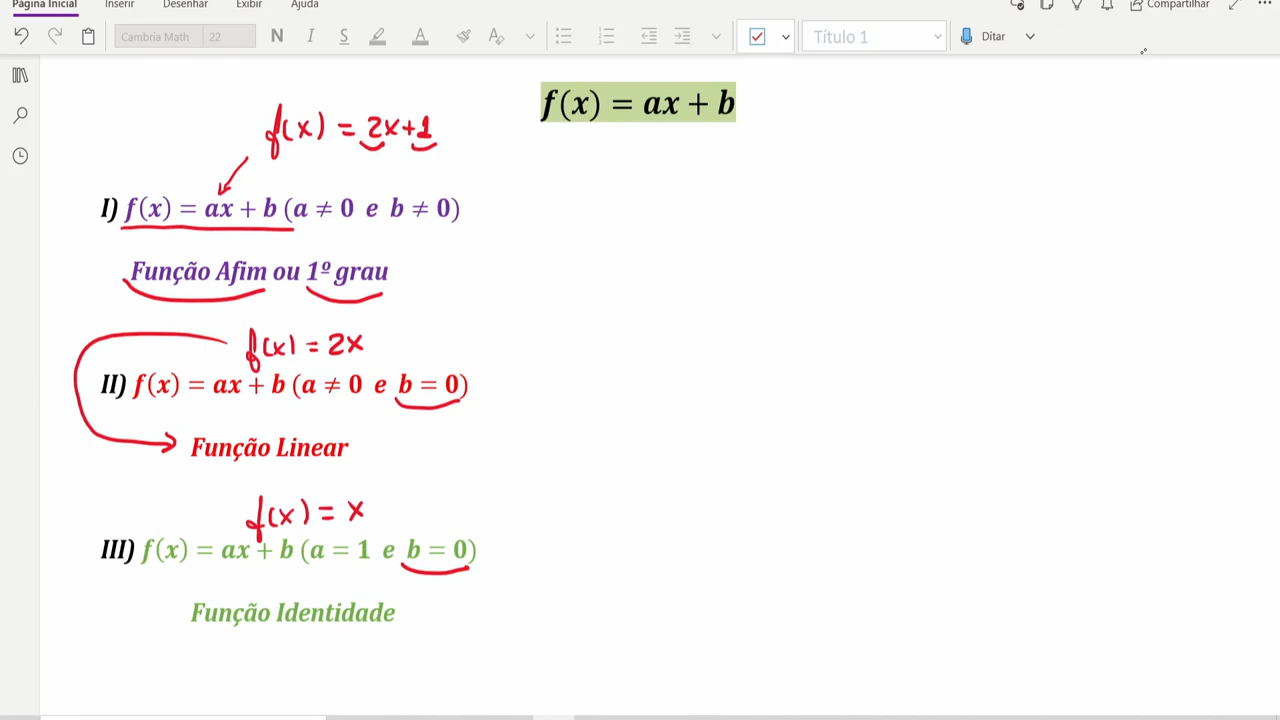 Página Inicial Inserir Desenhar Exibir Ajuda Compartilhar
Cambria Math 22 N I S A Título 1 Ditar
f(x) = ax + b
f(x) = 2x+1
I) f(x) = ax + b (a ≠ 0 e b ≠ 0)
Função Afim ou 1º grau
f(x) = 2x
II) f(x) = ax + b (a ≠ 0 e b = 0)
Função Linear
f(x) = x
III) f(x) = ax + b (a = 1 e b = 0)
Função Identidade